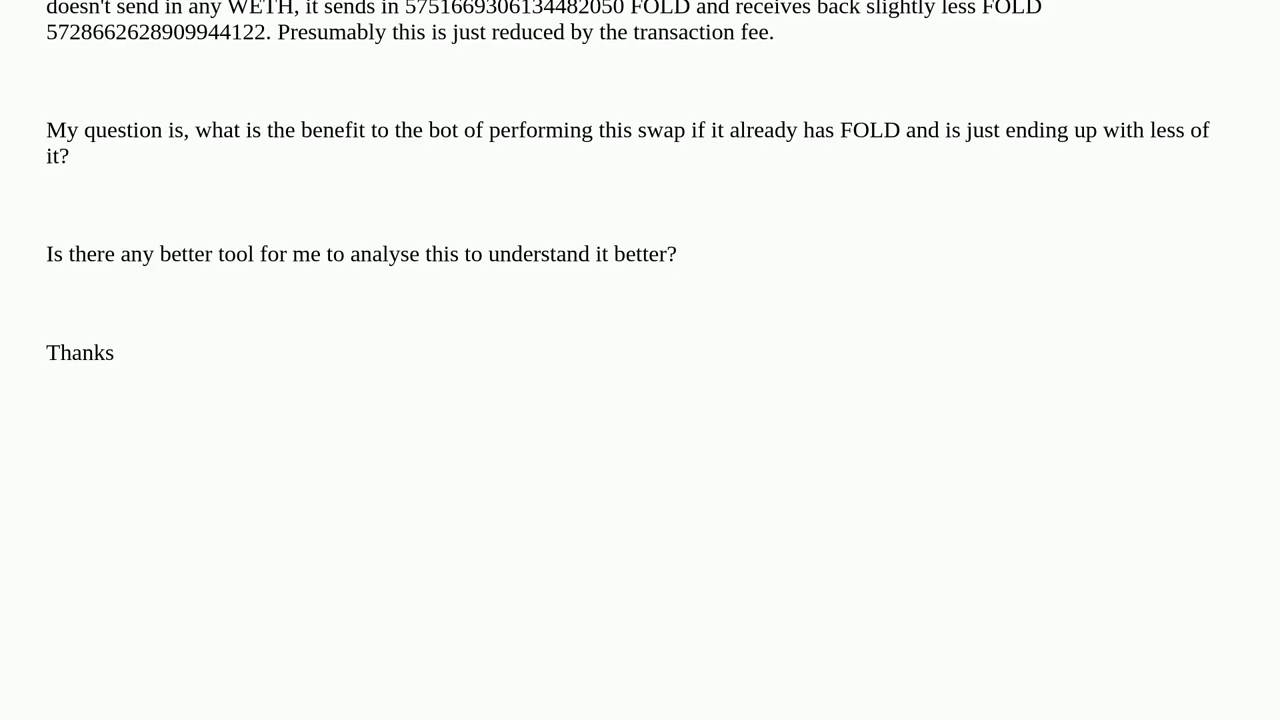 doesn't send in any WETH, it sends in 5751669306134482050 FOLD and receives back slightly less FOLD
5728662628909944122. Presumably this is just reduced by the transaction fee.
My question is, what is the benefit to the bot of performing this swap if it already has FOLD and is just ending up with less of
it?
Is there any better tool for me to analyse this to understand it better?
Thanks